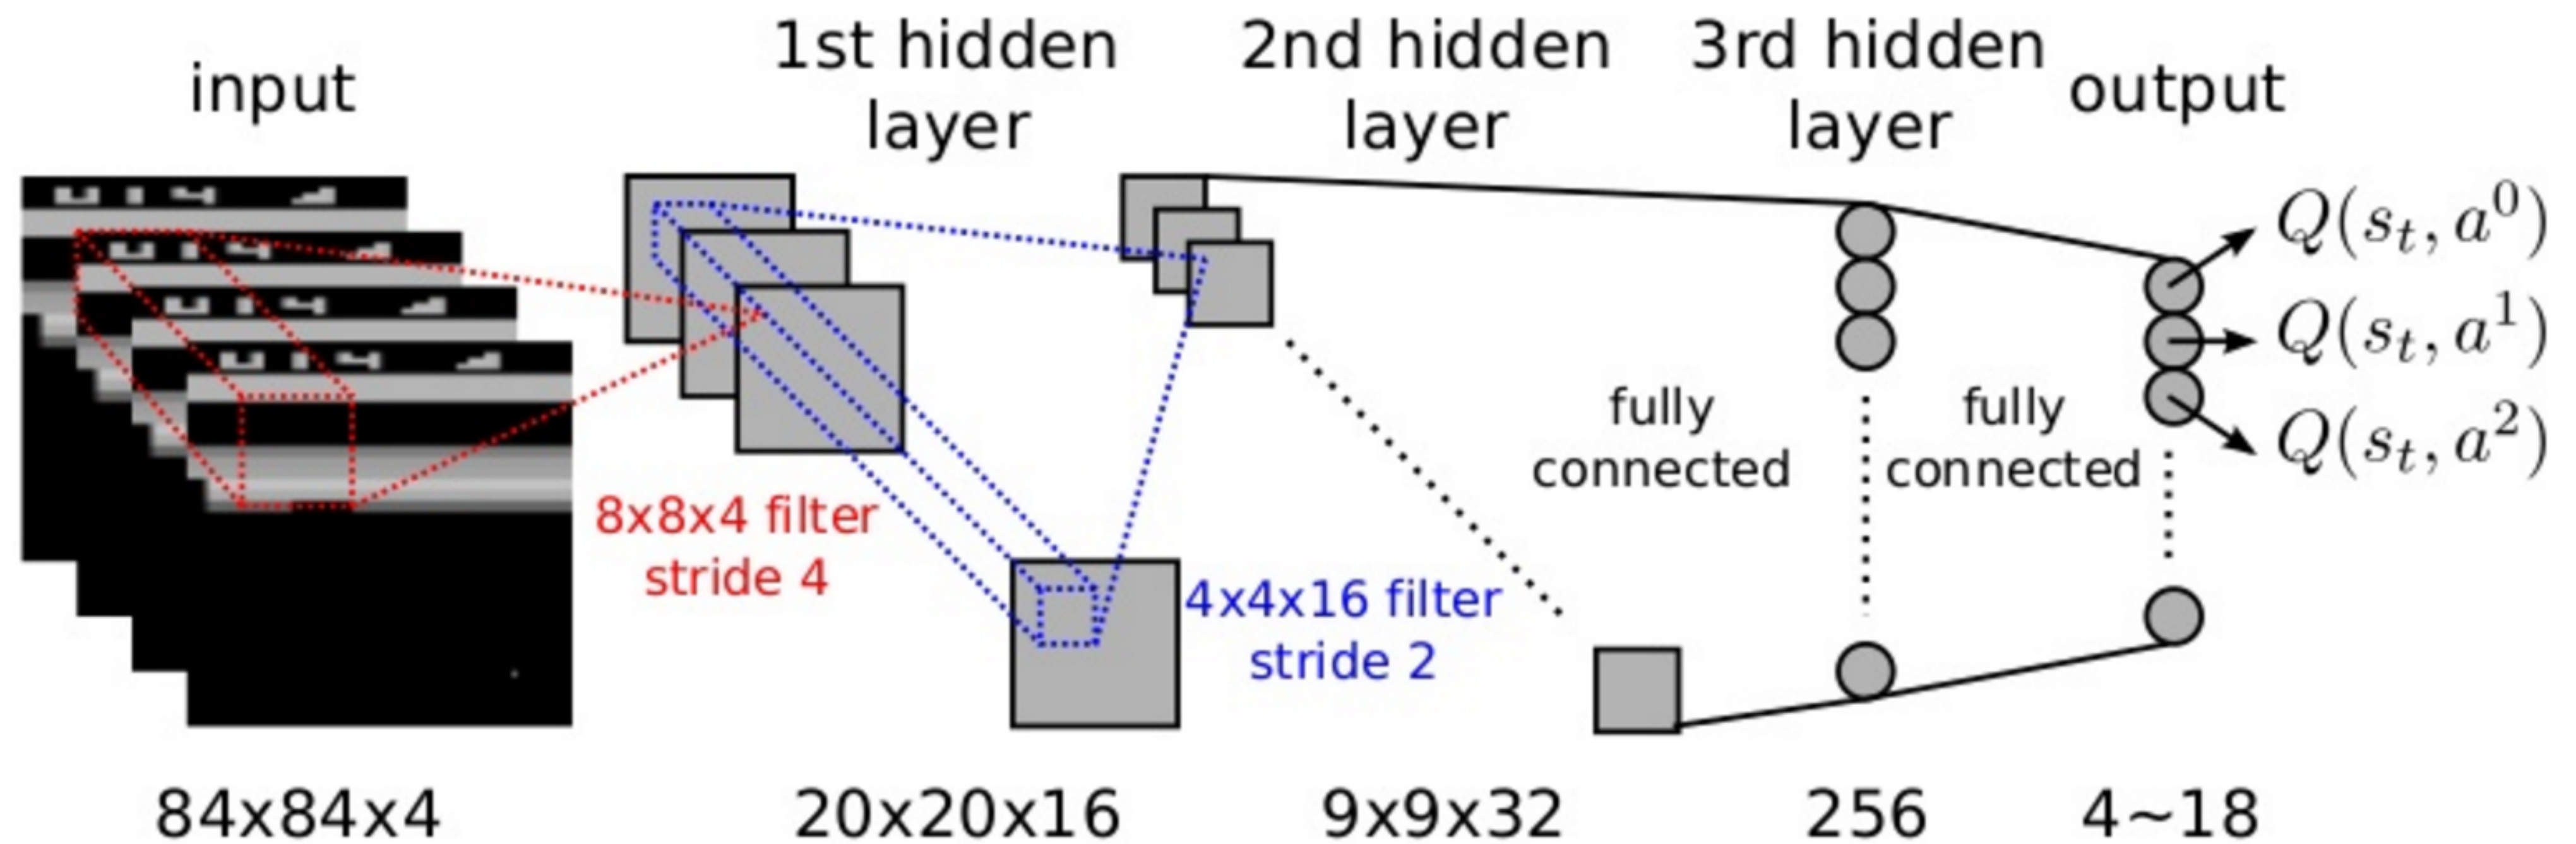 input
1st hidden
layer
2nd hidden
layer
3rd hidden
layer
output
8x8x4 filter
stride 4
4x4x16 filter
stride 2
fully
connected
fully
connected
Q(s_t, a^0)
Q(s_t, a^1)
Q(s_t, a^2)
84x84x4
20x20x16
9x9x32
256
4~18